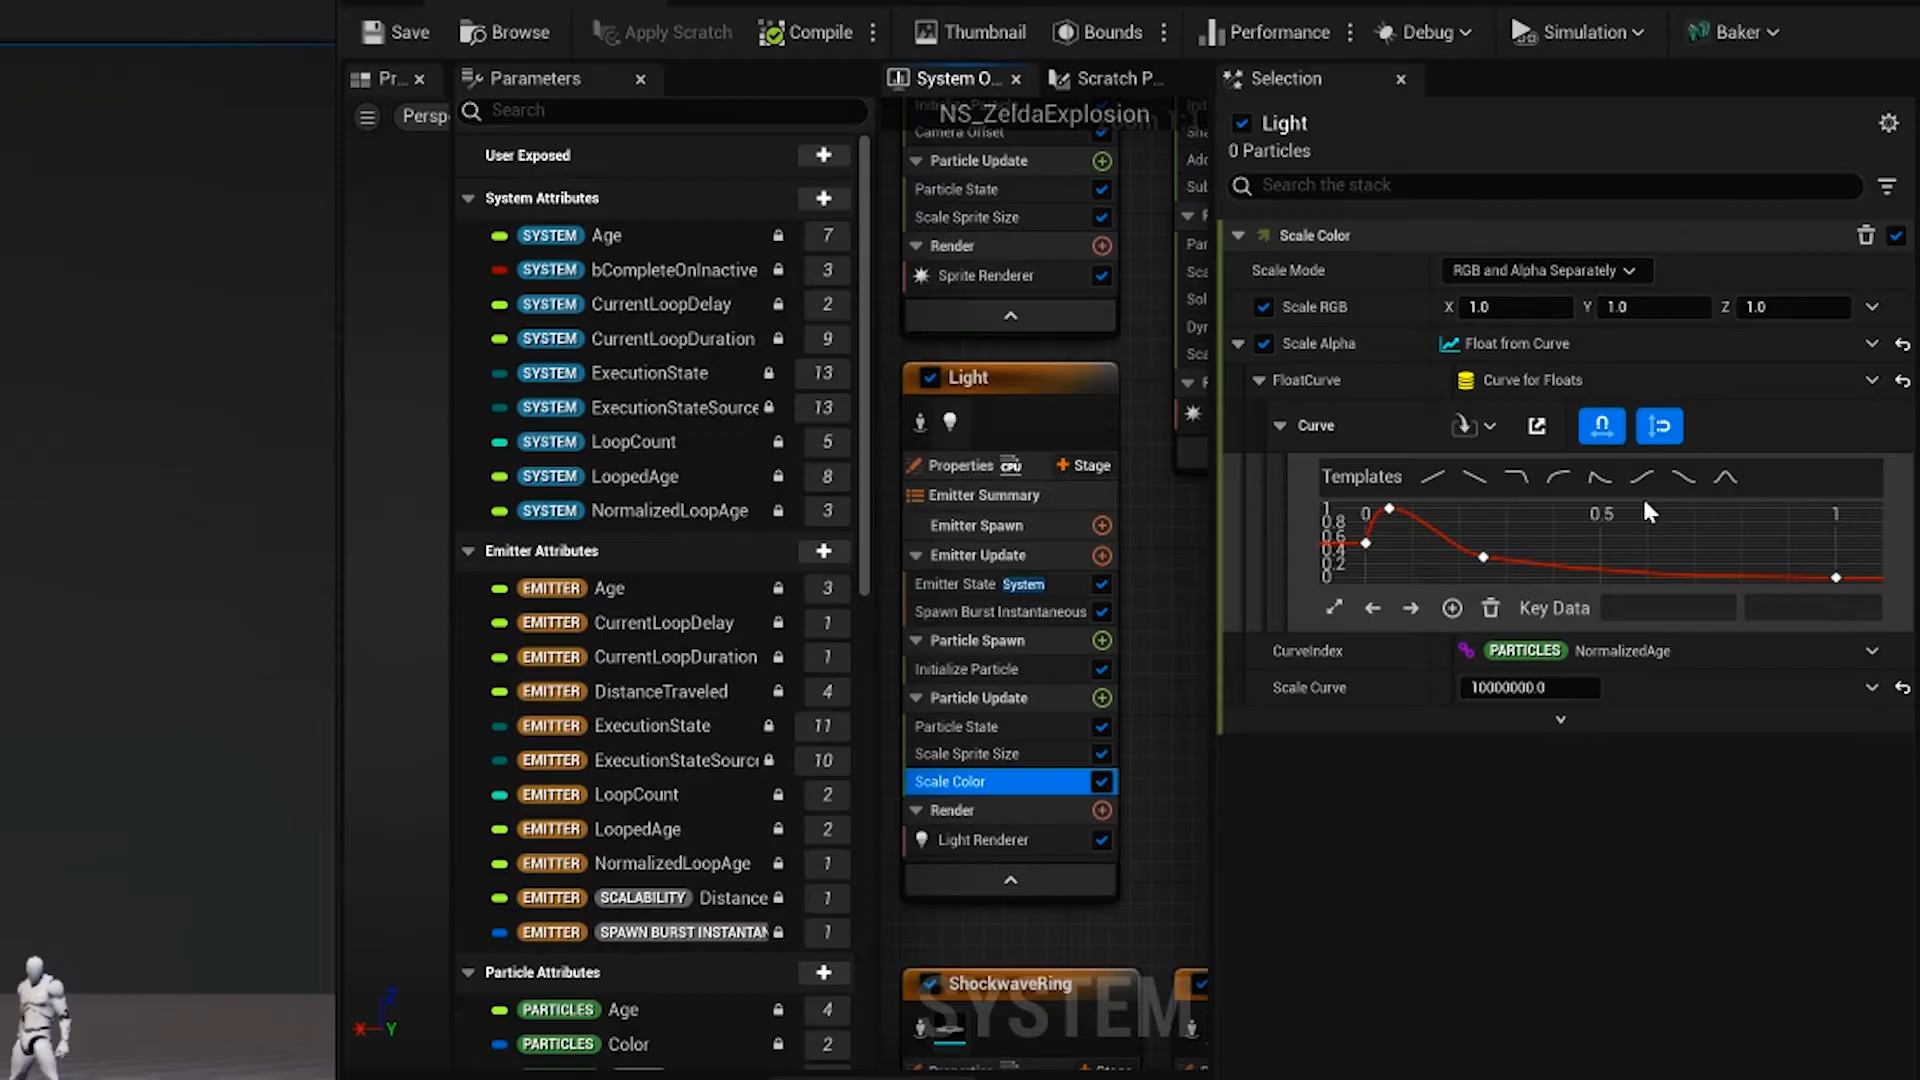 Save Browse Apply Scratch Compile Thumbnail Bounds Performance Debug Simulation Baker
Pr... Parameters System O... Scratch P... Selection
Persp
Search
User Exposed
System Attributes
SYSTEM Age 7
SYSTEM bCompleteOnInactive 3
SYSTEM CurrentLoopDelay 2
SYSTEM CurrentLoopDuration 9
SYSTEM ExecutionState 13
SYSTEM ExecutionStateSource 13
SYSTEM LoopCount 5
SYSTEM LoopedAge 8
SYSTEM NormalizedLoopAge 3
Emitter Attributes
EMITTER Age 3
EMITTER CurrentLoopDelay 1
EMITTER CurrentLoopDuration 1
EMITTER DistanceTraveled 4
EMITTER ExecutionState 11
EMITTER ExecutionStateSourc 10
EMITTER LoopCount 2
EMITTER LoopedAge 2
EMITTER NormalizedLoopAge 1
EMITTER SCALABILITY Distance 1
EMITTER SPAWN BURST INSTANTAN 1
Particle Attributes
PARTICLES Age 4
PARTICLES Color 2
Z
X Y
NS_ZeldaExplosion
Camera Offset
Particle Update
Particle State
Scale Sprite Size
Render
Sprite Renderer
Light
Properties CPU Stage
Emitter Summary
Emitter Spawn
Emitter Update
Emitter State System
Spawn Burst Instantaneous
Particle Spawn
Initialize Particle
Particle Update
Particle State
Scale Sprite Size
Scale Color
Render
Light Renderer
ShockwaveRing
SYSTEM
Light
0 Particles
Search the stack
Scale Color
Scale Mode RGB and Alpha Separately
Scale RGB X 1.0 Y 1.0 Z 1.0
Scale Alpha Float from Curve
FloatCurve Curve for Floats
Curve
Templates
0 0.5 1
1
0.8
0.6
0.4
0.2
0
Key Data
CurveIndex PARTICLES NormalizedAge
Scale Curve 10000000.0